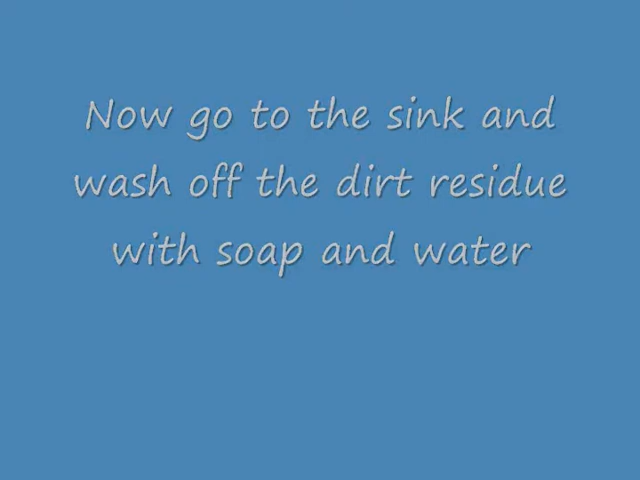 Now go to the sink and
wash off the dirt residue
with soap and water